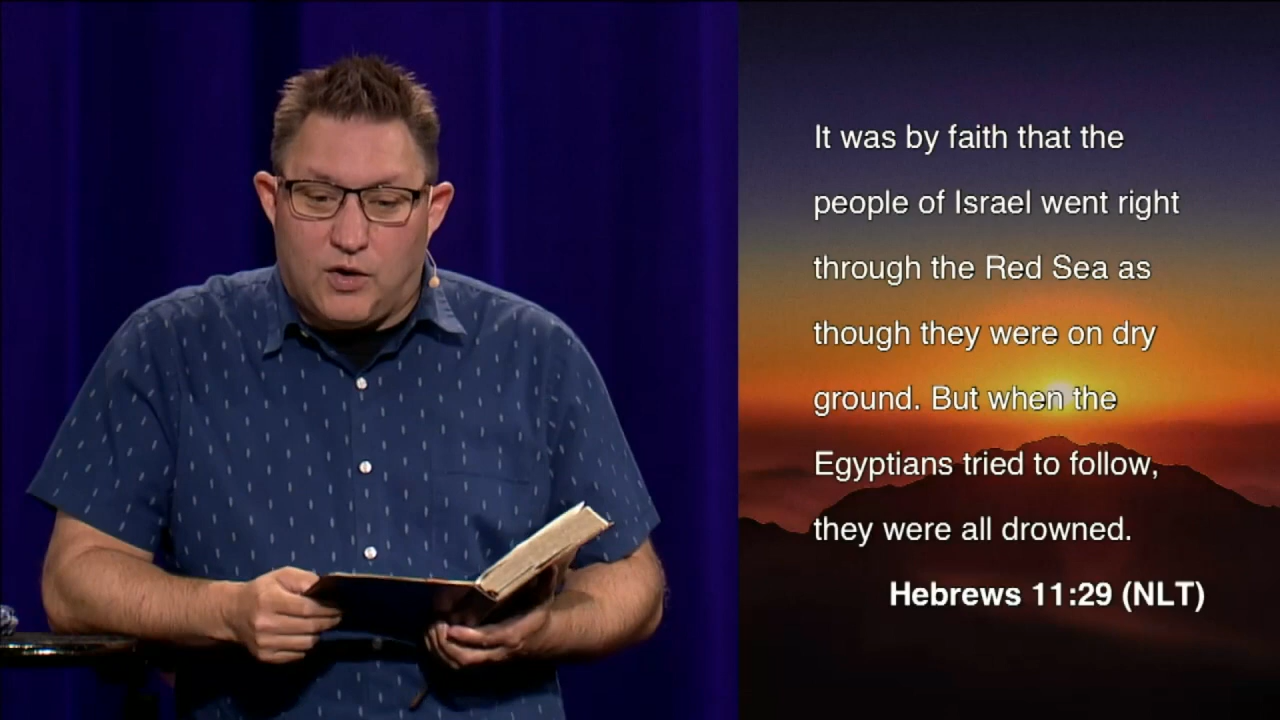 It was by faith that the
people of Israel went right
through the Red Sea as
though they were on dry
ground. But when the
Egyptians tried to follow,
they were all drowned.
Hebrews 11:29 (NLT)